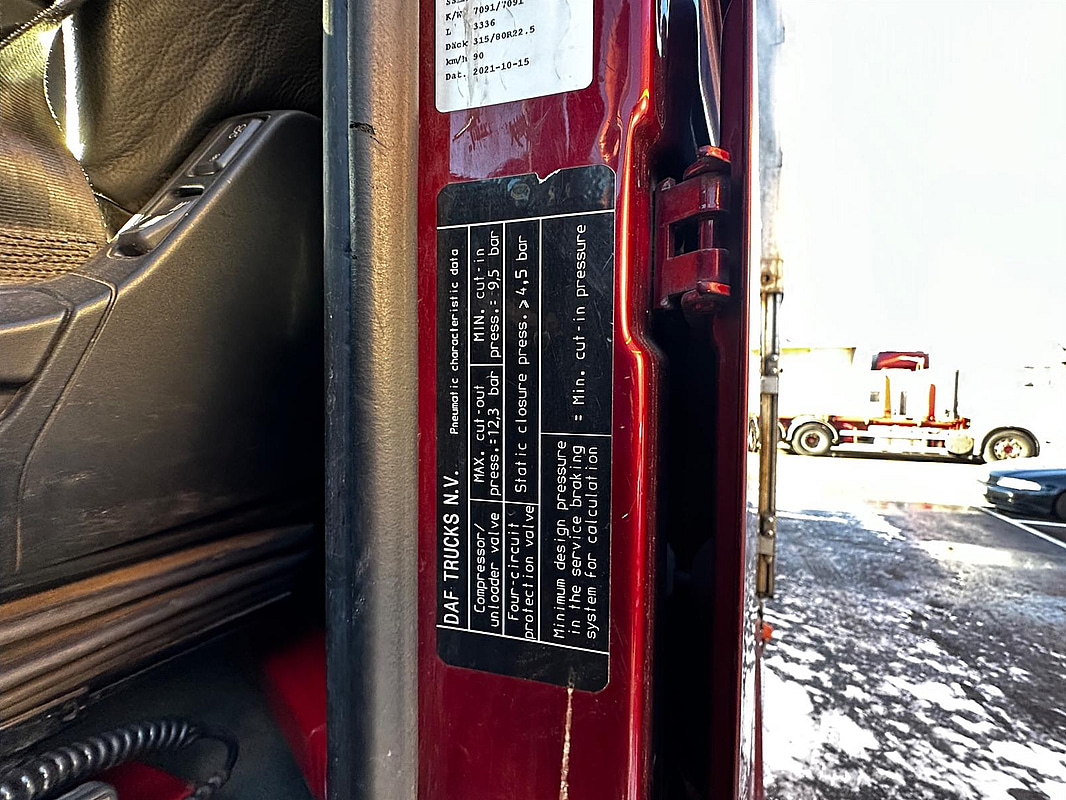 K/W 7091/7091
L 3336
Däck 315/80R22.5
km/h 90
Dat. 2021-10-15
DAF TRUCKS N.V. Pneumatic characteristic data
Compressor/
unloader valve
MAX. cut-out
press.=12,3 bar
MIN. cut-in
press.= 9,5 bar
Four-circuit
protection valve
Static closure press. > 4,5 bar
Minimum design pressure
in the service braking
system for calculation
= Min. cut-in pressure